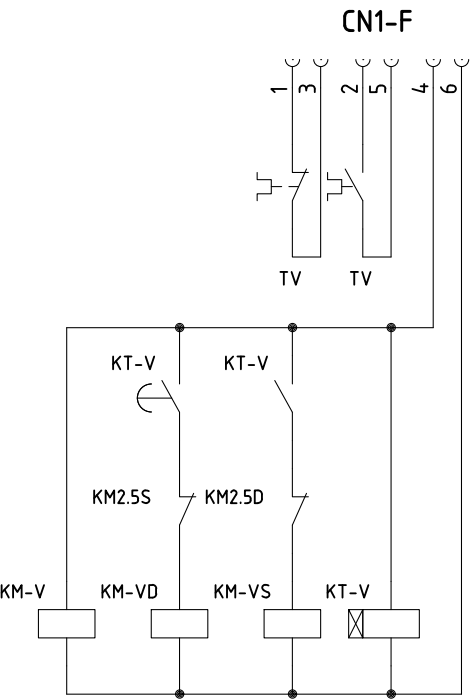 CN1-F
1 3 2 5 4 6
TV TV
KT-V KT-V
KM2.5S KM2.5D
KM-V KM-VD KM-VS KT-V